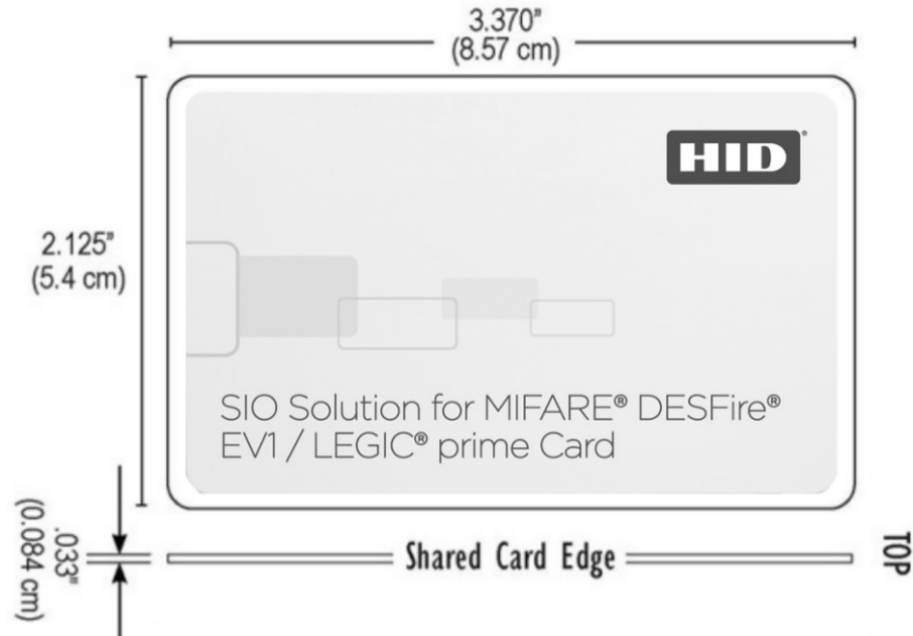 3.370"
(8.57 cm)
HID®
2.125"
(5.4 cm)
SIO Solution for MIFARE® DESFire®
EV1 / LEGIC® prime Card
.033"
(0.084 cm)
Shared Card Edge
TOP